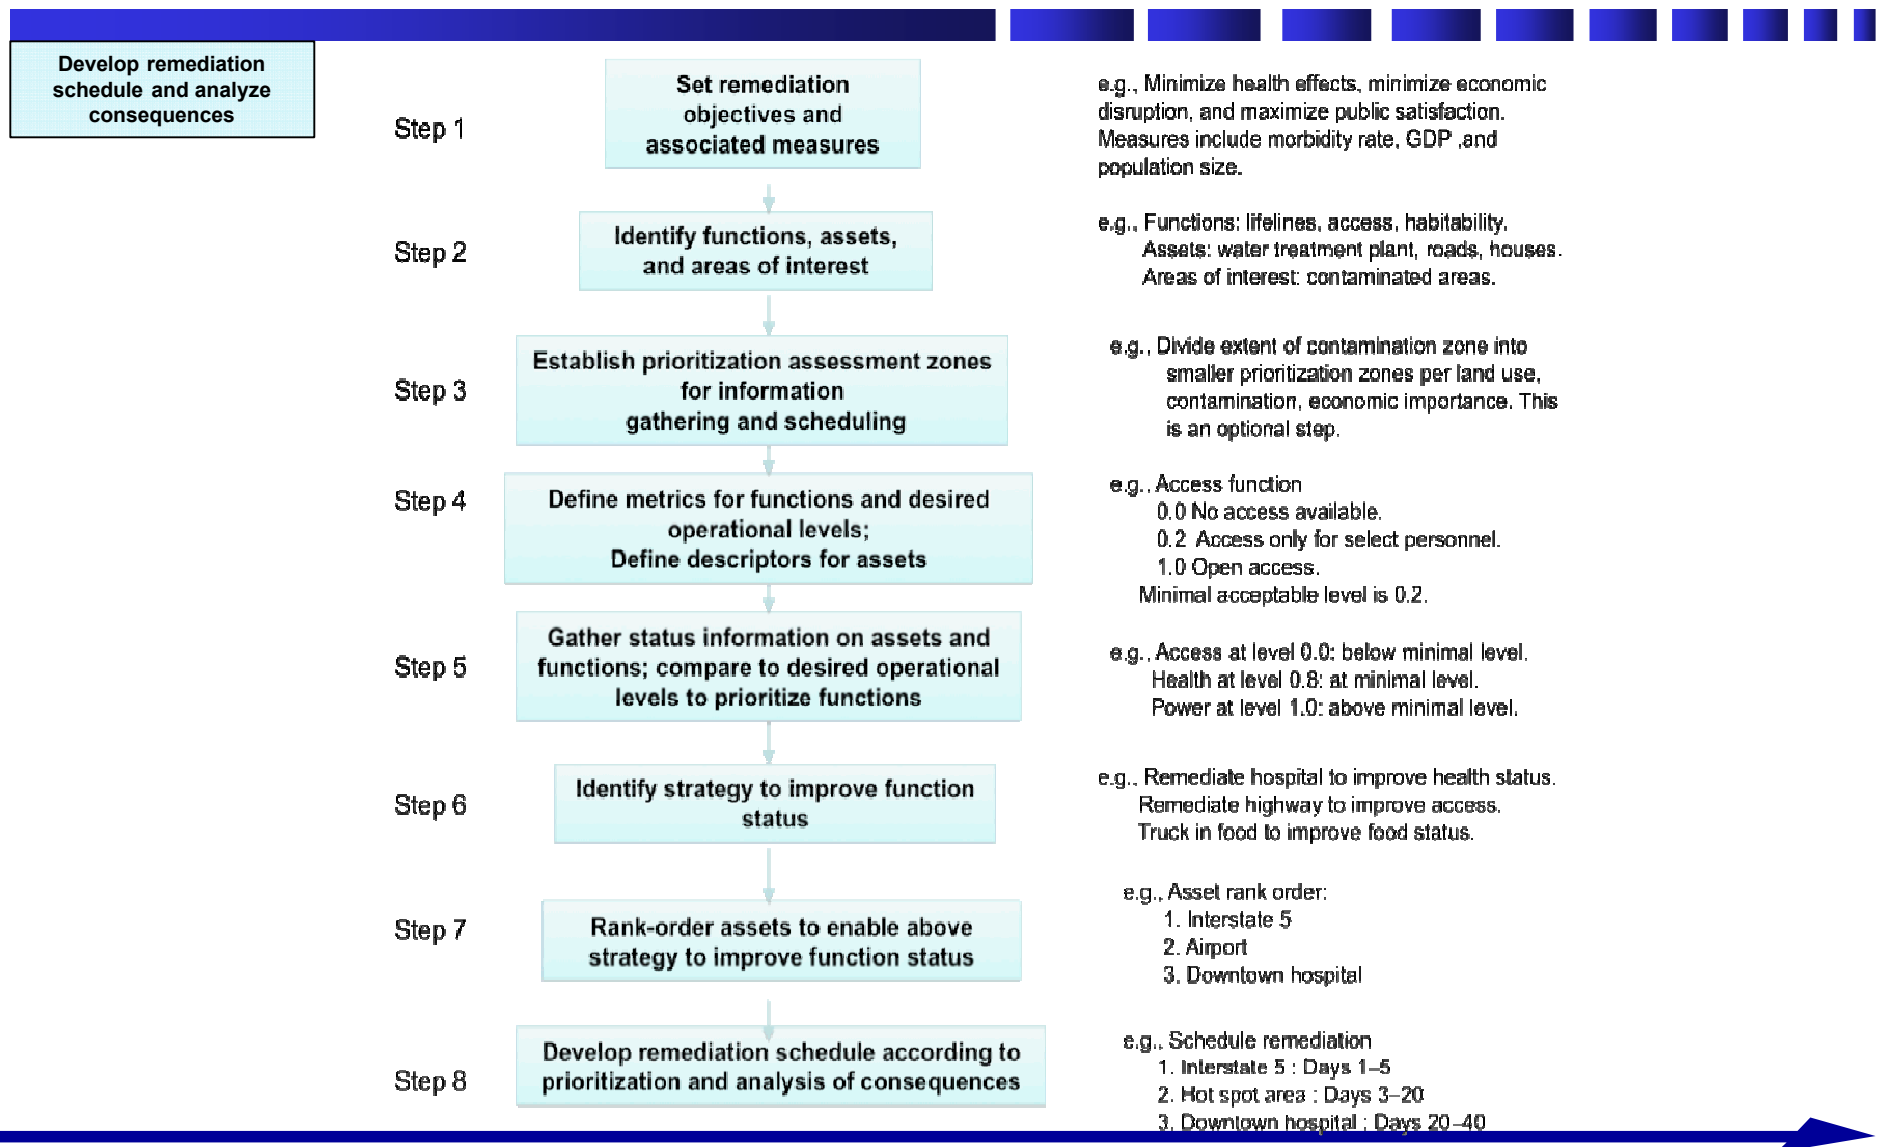 Develop remediation
schedule and analyze
consequences
Step 1
Set remediation
objectives and
associated measures
e.g., Minimize health effects, minimize economic
disruption, and maximize public satisfaction.
Measures include morbidity rate, GDP ,and
population size.
Step 2
Identify functions, assets,
and areas of interest
e.g., Functions: lifelines, access, habitability.
Assets: water treatment plant, roads, houses.
Areas of interest: contaminated areas.
Step 3
Establish prioritization assessment zones
for information
gathering and scheduling
e.g., Divide extent of contamination zone into
smaller prioritization zones per land use,
contamination, economic importance. This
is an optional step.
Step 4
Define metrics for functions and desired
operational levels;
Define descriptors for assets
e.g., Access function
0.0 No access available.
0.2 Access only for select personnel.
1.0 Open access.
Minimal acceptable level is 0.2.
Step 5
Gather status information on assets and
functions; compare to desired operational
levels to prioritize functions
e.g., Access at level 0.0: below minimal level.
Health at level 0.8: at minimal level.
Power at level 1.0: above minimal level.
Step 6
Identify strategy to improve function
status
e.g., Remediate hospital to improve health status.
Remediate highway to improve access.
Truck in food to improve food status.
Step 7
Rank-order assets to enable above
strategy to improve function status
e.g., Asset rank order:
1. Interstate 5
2. Airport
3. Downtown hospital
Step 8
Develop remediation schedule according to
prioritization and analysis of consequences
e.g., Schedule remediation
1. Interstate 5 : Days 1–5
2. Hot spot area : Days 3–20
3. Downtown hospital : Days 20–40